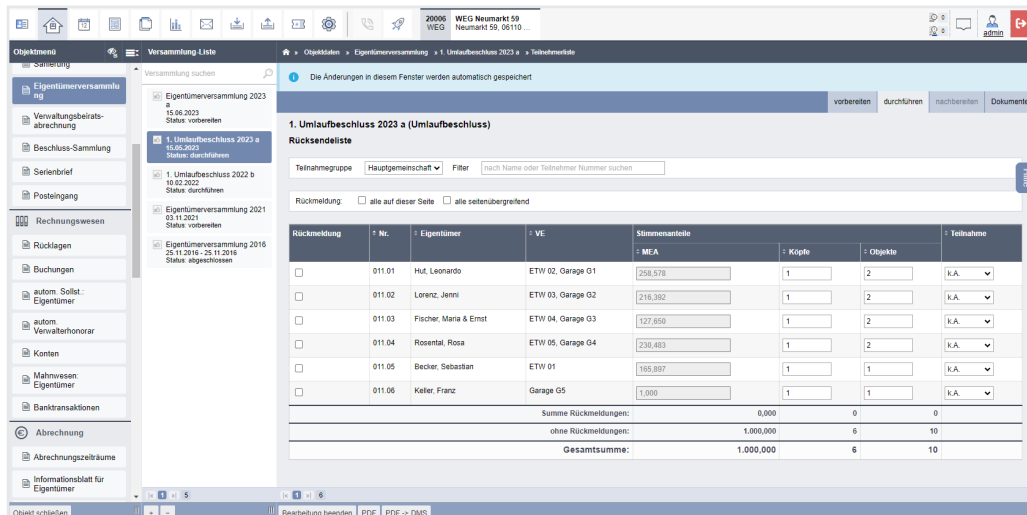 20006 WEG Neumarkt 59
WEG Neumarkt 59, 06110 ...
0
0
admin
Objektmenü
Versammlung-Liste
» Objektdaten » Eigentümerversammlung » 1. Umlaufbeschluss 2023 a » Teilnehmerliste
Sanierung
Eigentümerversammlu
ng
Verwaltungsbeirats-
abrechnung
Beschluss-Sammlung
Serienbrief
Posteingang
Rechnungswesen
Rücklagen
Buchungen
autom. Sollst.:
Eigentümer
autom.
Verwalterhonorar
Konten
Mahnwesen:
Eigentümer
Banktransaktionen
Abrechnung
Abrechnungszeiträume
Informationsblatt für
Eigentümer
Objekt schließen
Versammlung suchen
Eigentümerversammlung 2023
a
15.06.2023
Status: vorbereiten
1. Umlaufbeschluss 2023 a
15.05.2023
Status: durchführen
1. Umlaufbeschluss 2022 b
10.02.2022
Status: durchführen
Eigentümerversammlung 2021
03.11.2021
Status: vorbereiten
Eigentümerversammlung 2016
25.11.2016 - 25.11.2016
Status: abgeschlossen
1 5
+ -
Die Änderungen in diesem Fenster werden automatisch gespeichert
vorbereiten durchführen nachbereiten Dokumente
1. Umlaufbeschluss 2023 a (Umlaufbeschluss)
Rücksendeliste
Teilnahmegruppe Hauptgemeinschaft Filter nach Name oder Teilnehmer Nummer suchen
Rückmeldung: alle auf dieser Seite alle seitenübergreifend
Rückmeldung Nr. Eigentümer VE Stimmenanteile Teilnahme
MEA Köpfe Objekte
011.01 Hut, Leonardo ETW 02, Garage G1 258,578 1 2 k.A.
011.02 Lorenz, Jenni ETW 03, Garage G2 216,392 1 2 k.A.
011.03 Fischer, Maria & Ernst ETW 04, Garage G3 127,650 1 2 k.A.
011.04 Rosental, Rosa ETW 05, Garage G4 230,483 1 2 k.A.
011.05 Becker, Sebastian ETW 01 165,897 1 1 k.A.
011.06 Keller, Franz Garage G5 1,000 1 1 k.A.
Summe Rückmeldungen: 0,000 0 0
ohne Rückmeldungen: 1.000,000 6 10
Gesamtsumme: 1.000,000 6 10
1 6
Bearbeitung beenden PDF PDF -> DMS